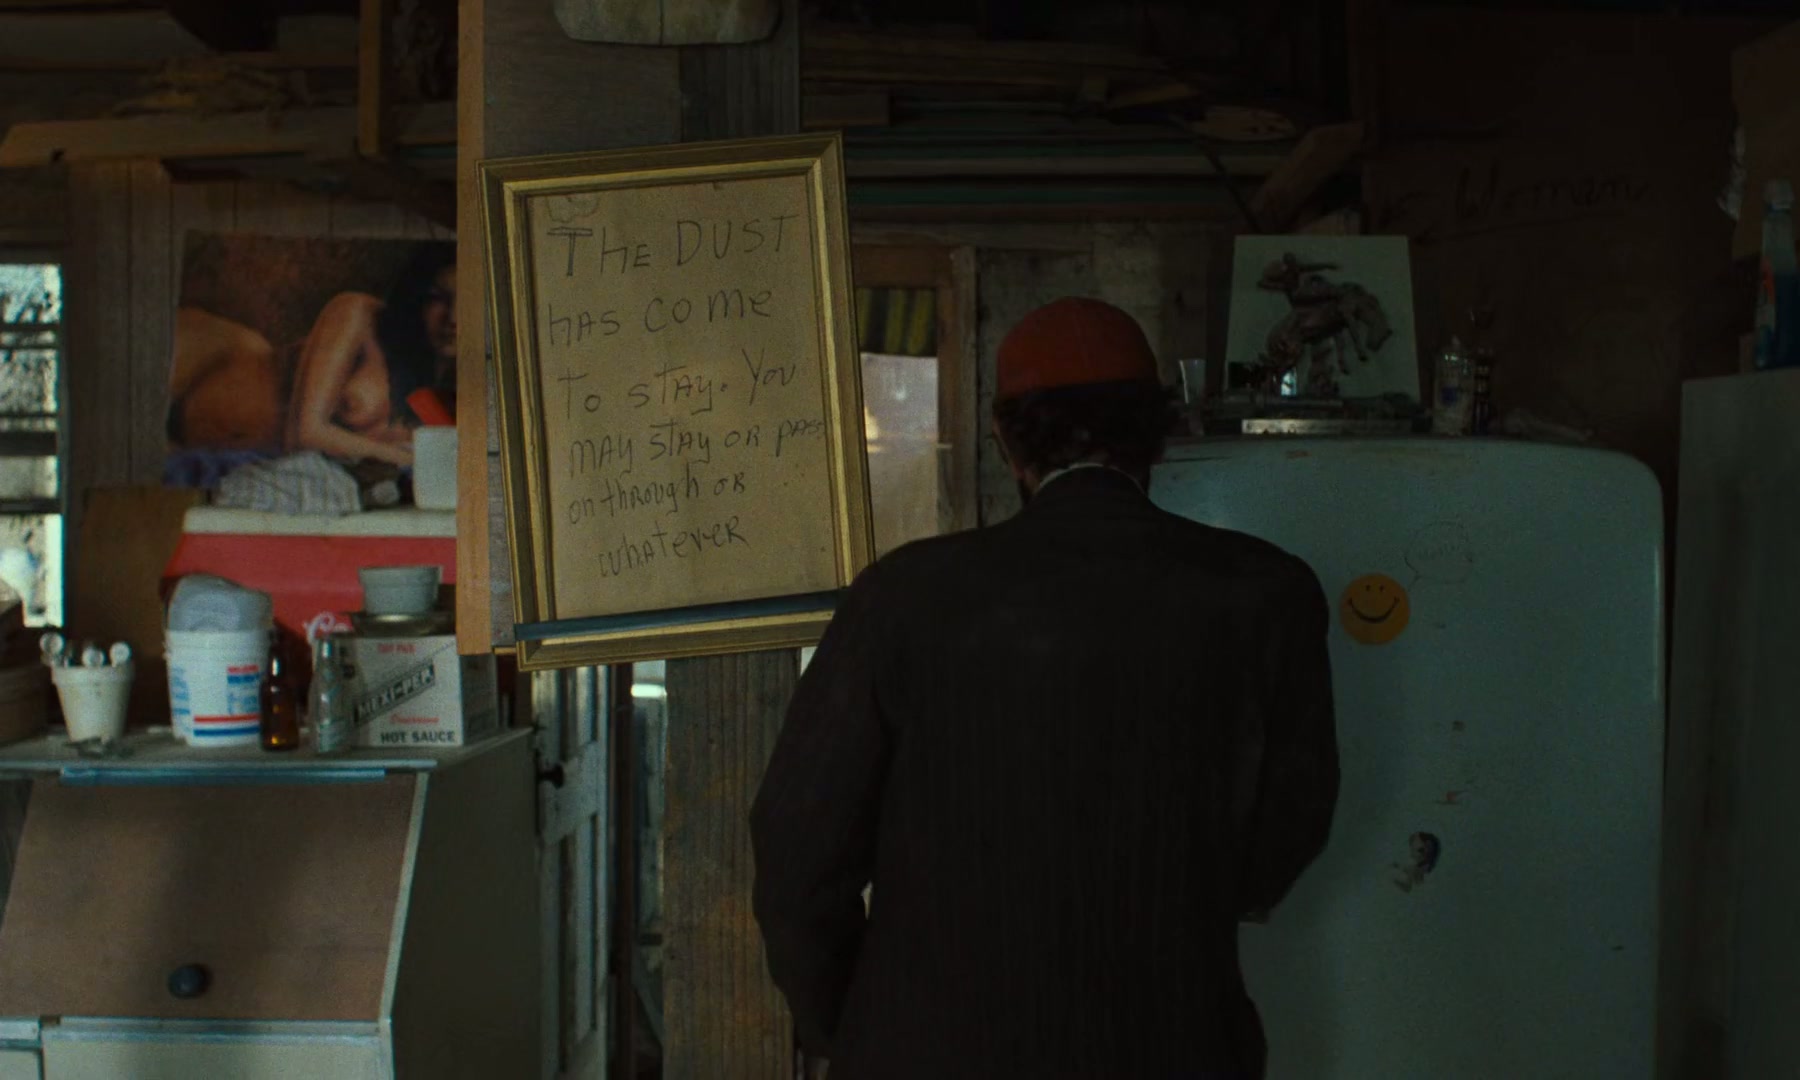 THE DUST
HAS COME
TO STAY. YOU
MAY STAY OR PASS
on through OR
whatever
MEXI-PEP
HOT SAUCE
Woman